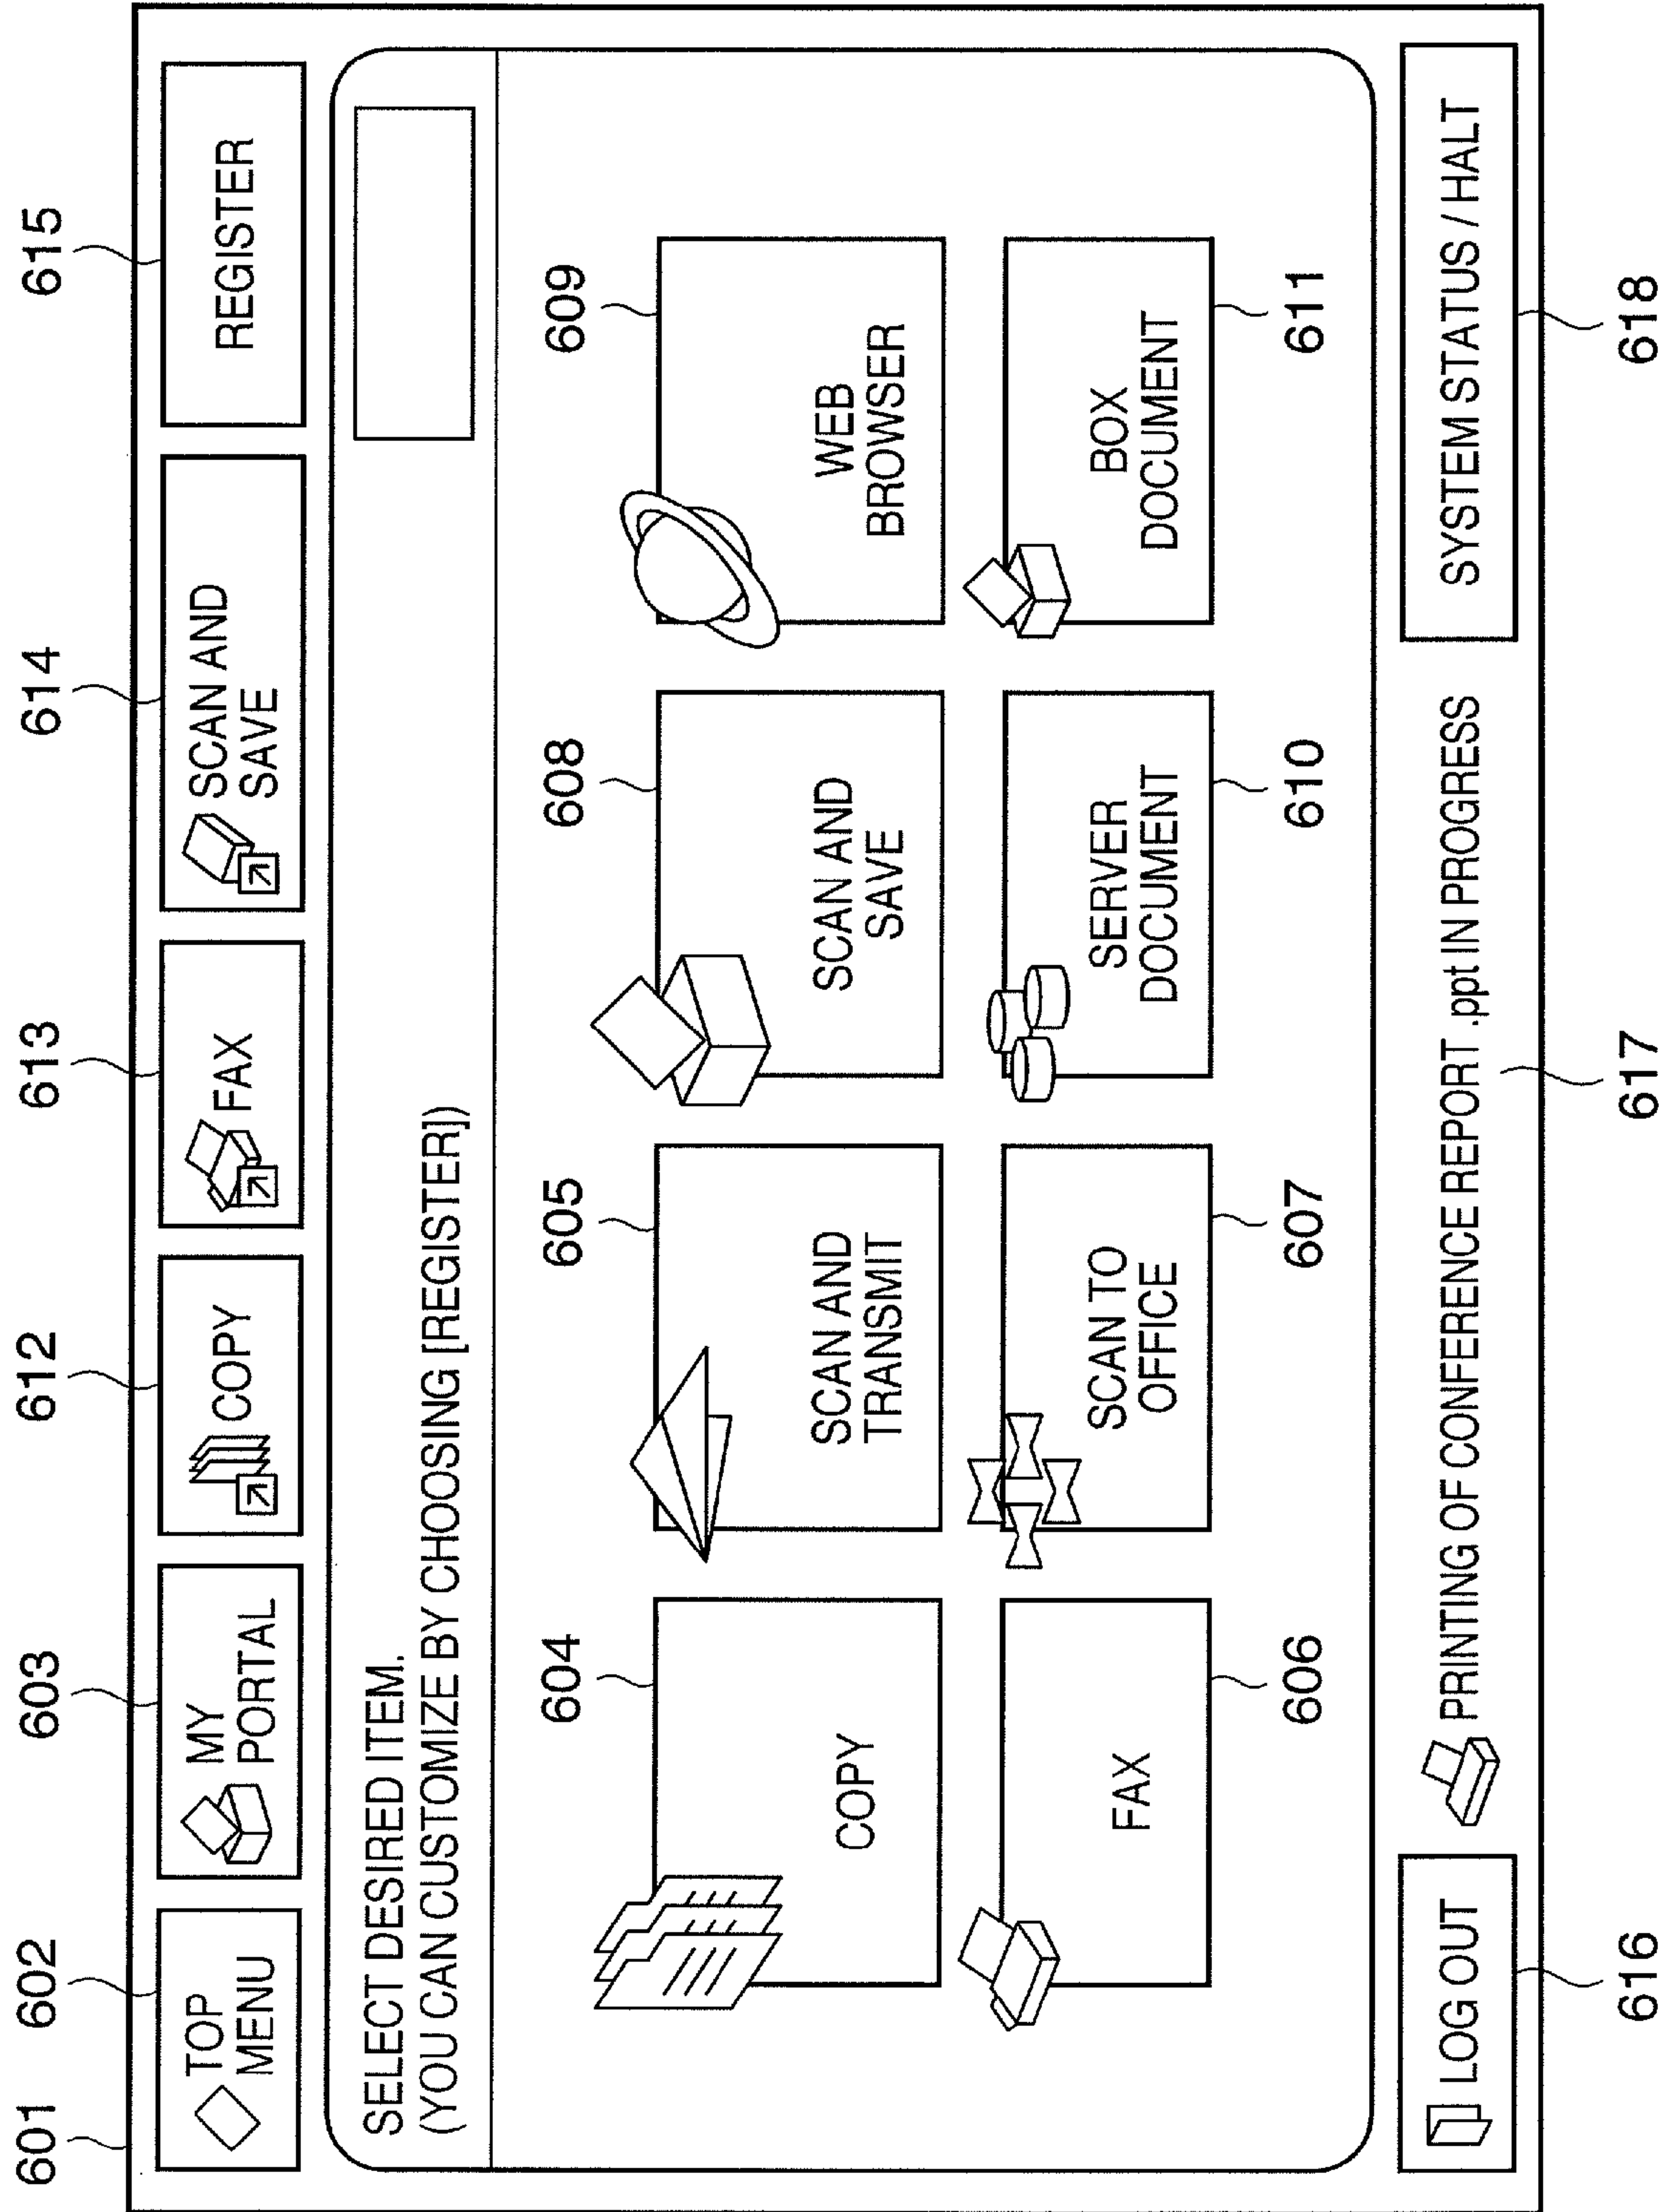 601
602
603
612
613
614
615
TOP
MENU
MY
PORTAL
COPY
FAX
SCAN AND
SAVE
REGISTER
SELECT DESIRED ITEM.
(YOU CAN CUSTOMIZE BY CHOOSING [REGISTER])
604
605
608
609
COPY
SCAN AND
TRANSMIT
SCAN AND
SAVE
WEB
BROWSER
FAX
SCAN TO
OFFICE
SERVER
DOCUMENT
BOX
DOCUMENT
606
607
610
611
LOG OUT
PRINTING OF CONFERENCE REPORT .ppt IN PROGRESS
SYSTEM STATUS / HALT
616
617
618